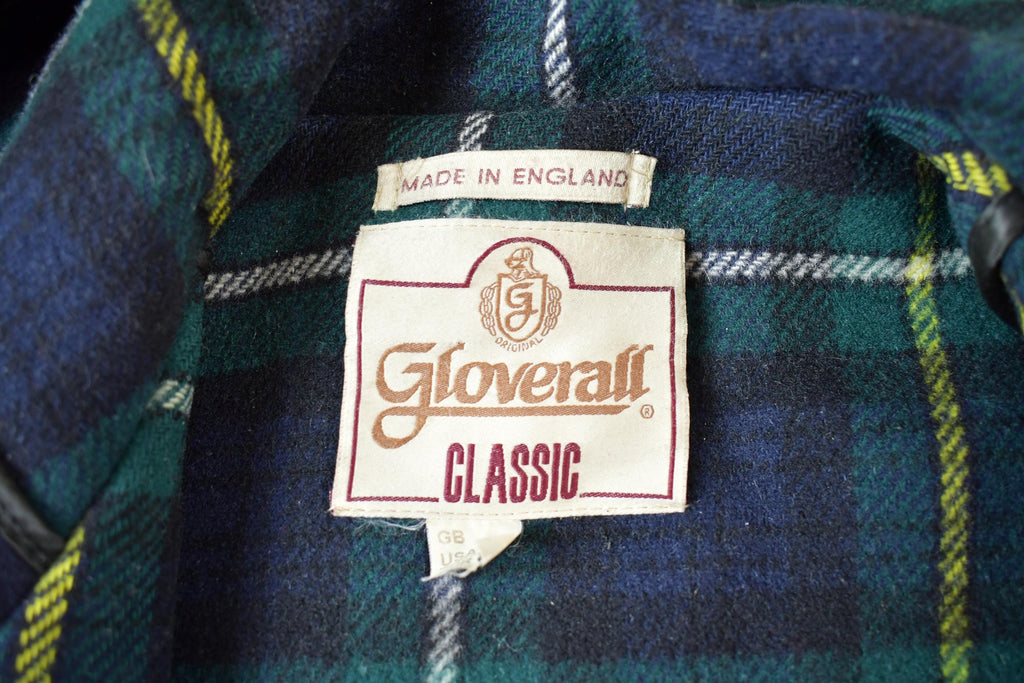 MADE IN ENGLAND
G
ORIGINAL
Gloverall ®
CLASSIC
GB
USA